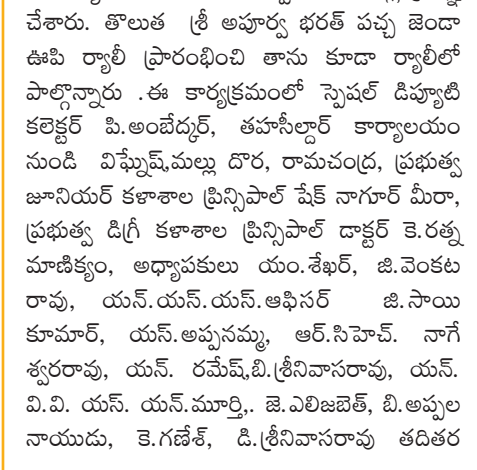 చేశారు. తొలుత శ్రీ అపూర్వ భరత్ పచ్చ జెండా
ఊపి ర్యాలీ ప్రారంభించి తాను కూడా ర్యాలీలో
పాల్గొన్నారు .ఈ కార్యక్రమంలో స్పెషల్ డిప్యూటి
కలెక్టర్ పి.అంబేద్కర్, తహసీల్దార్ కార్యాలయం
నుండి విఘ్నేష్,మల్లు దొర, రామచంద్ర, ప్రభుత్వ
జూనియర్ కళాశాల ప్రిన్సిపాల్ షేక్ నాగూర్ మీరా,
ప్రభుత్వ డిగ్రీ కళాశాల ప్రిన్సిపాల్ డాక్టర్ కె.రత్న
మాణిక్యం, అధ్యాపకులు యం.శేఖర్, జి.వెంకట
రావు, యన్.యస్.యస్.ఆఫిసర్ జి.సాయి
కూమార్, యస్.అప్పనమ్మ, ఆర్.సిహెచ్. నాగే
శ్వరరావు, యన్. రమేష్,బి.శ్రీనివాసరావు, యన్.
వి.వి. యస్. యన్.మూర్తి,. జె.ఎలిజబెత్, బి.అప్పల
నాయుడు, కె.గణేశ్, డి.శ్రీనివాసరావు తదితర